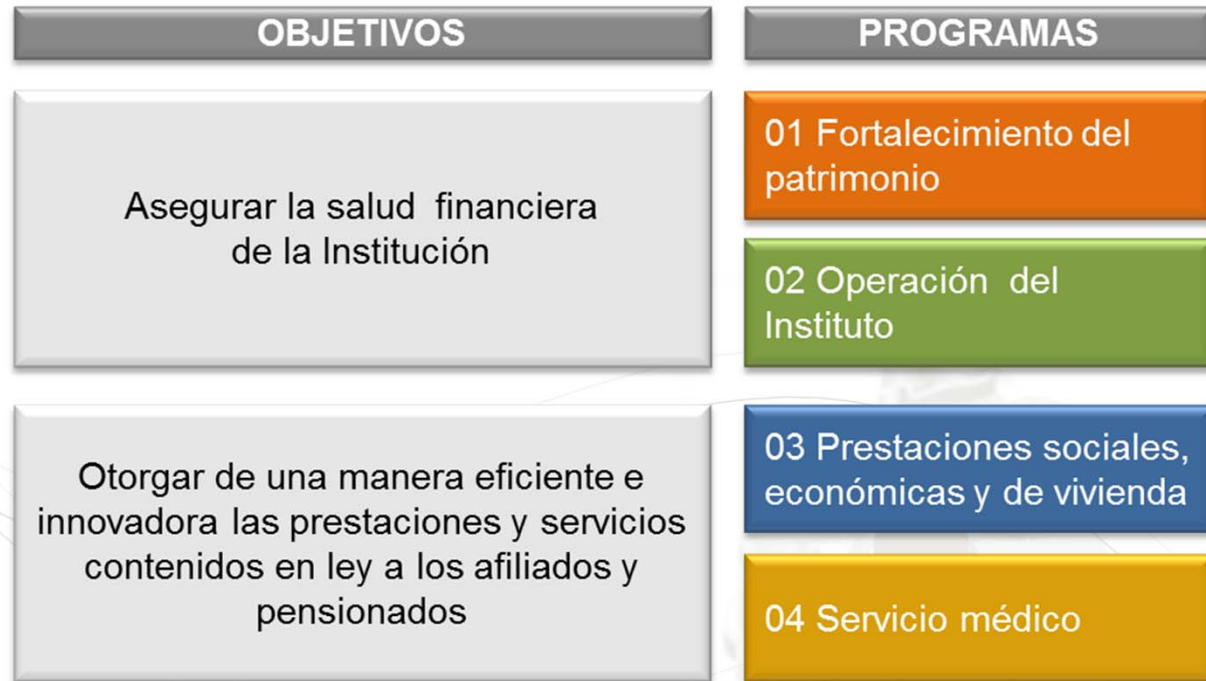 OBJETIVOS
PROGRAMAS
Asegurar la salud financiera
de la Institución
01 Fortalecimiento del
patrimonio
02 Operación del
Instituto
Otorgar de una manera eficiente e
innovadora las prestaciones y servicios
contenidos en ley a los afiliados y
pensionados
03 Prestaciones sociales,
económicas y de vivienda
04 Servicio médico